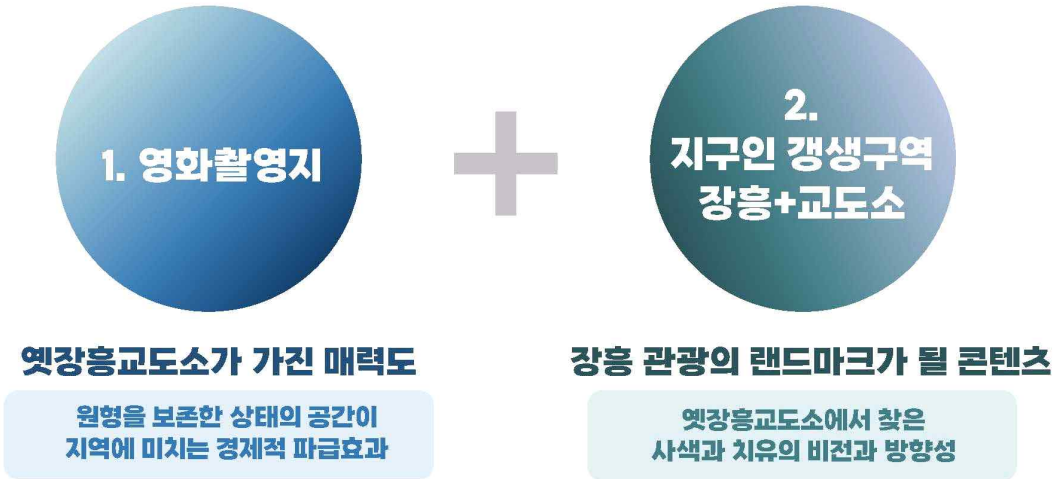 1. 영화촬영지
+
2.
지구인 갱생구역
장흥+교도소
옛장흥교도소가 가진 매력도
원형을 보존한 상태의 공간이
지역에 미치는 경제적 파급효과
장흥 관광의 랜드마크가 될 콘텐츠
옛장흥교도소에서 찾은
사색과 치유의 비전과 방향성